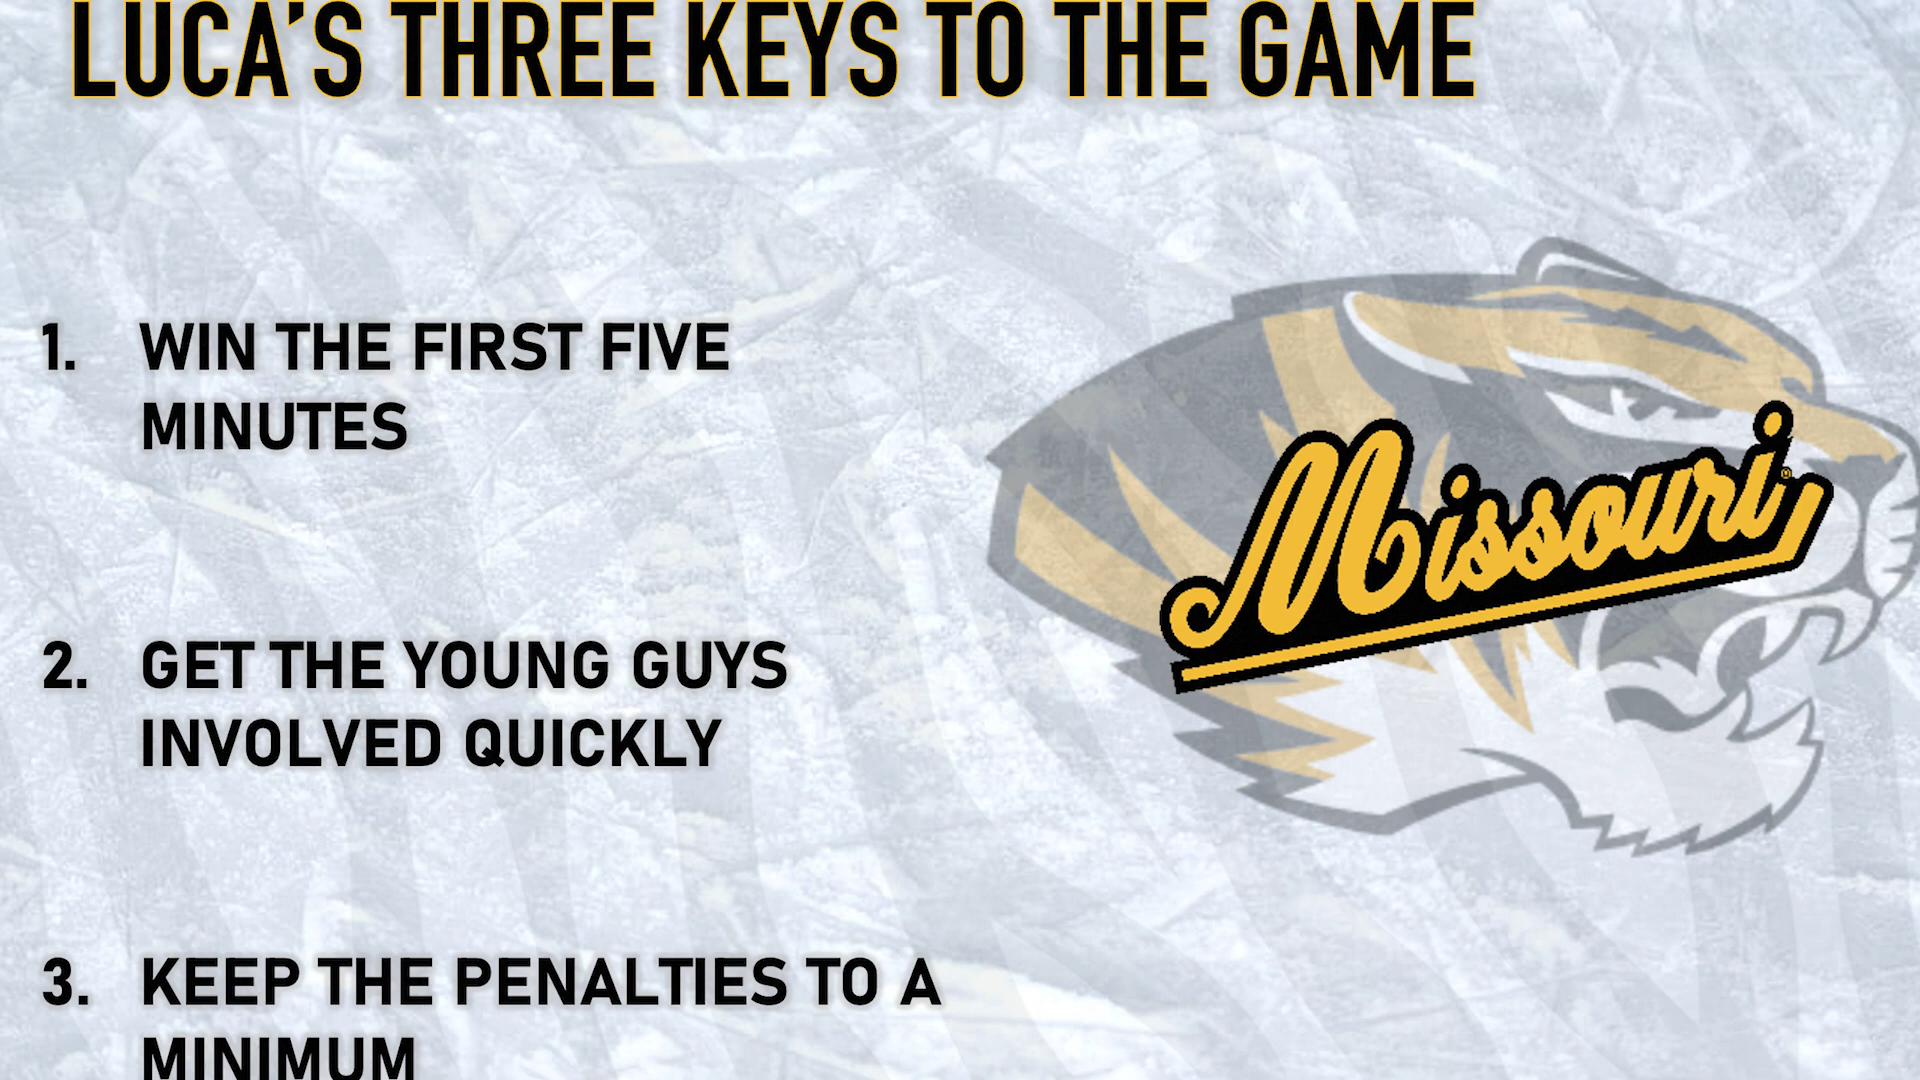 LUCA'S THREE KEYS TO THE GAME
1. WIN THE FIRST FIVE
MINUTES
Missouri
2. GET THE YOUNG GUYS
INVOLVED QUICKLY
3. KEEP THE PENALTIES TO A
MINIMUM